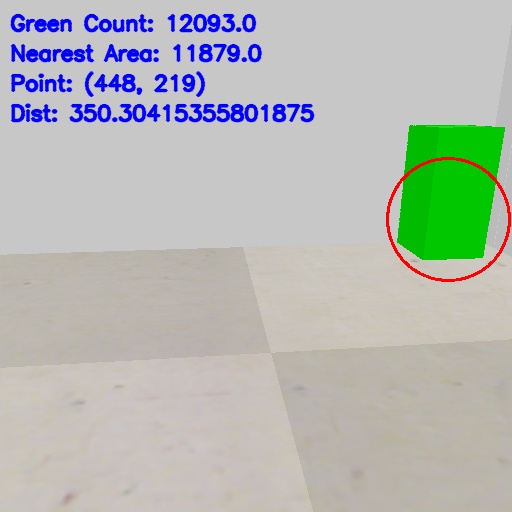 Green Count: 12093.0
Nearest Area: 11879.0
Point: (448, 219)
Dist: 350.30415355801875